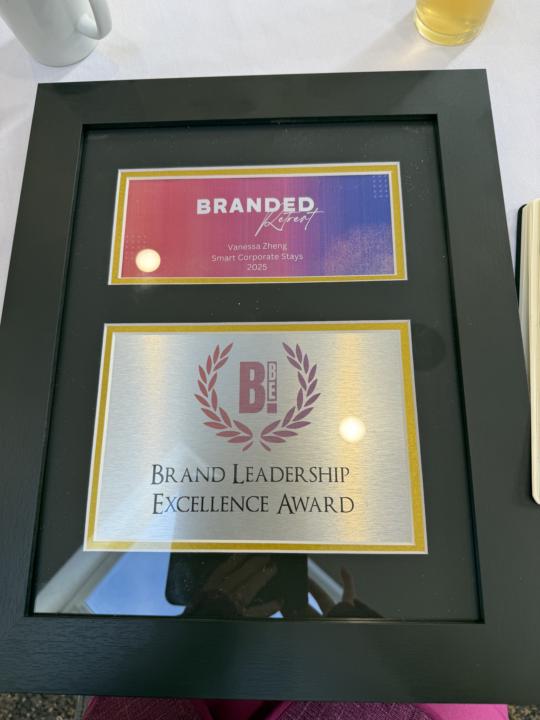 BRANDED
Retreat
Vanessa Zheng
Smart Corporate Stays
2025
B BE!
BRAND LEADERSHIP
EXCELLENCE AWARD